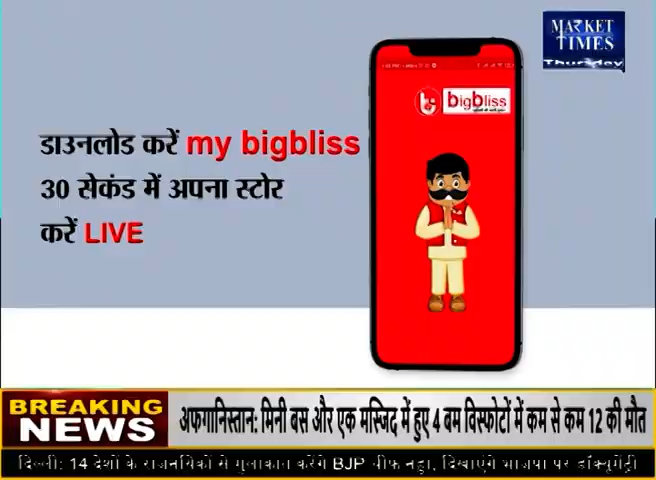 MARKET
TIMES
Thursday
bigbliss
डाउनलोड करें my bigbliss
30 सेकंड में अपना स्टोर
करें LIVE
BREAKING
NEWS
अफगानिस्तान: मिनी बस और एक मस्जिद में हुए 4 बम विस्फोटों में कम से कम 12 की मौत
दिल्ली: 14 देशों के राजनयिकों से मुलाकात करेंगे BJP चीफ नड्डा, दिखाएंगे भाजपा पर डॉक्यूमेंट्री